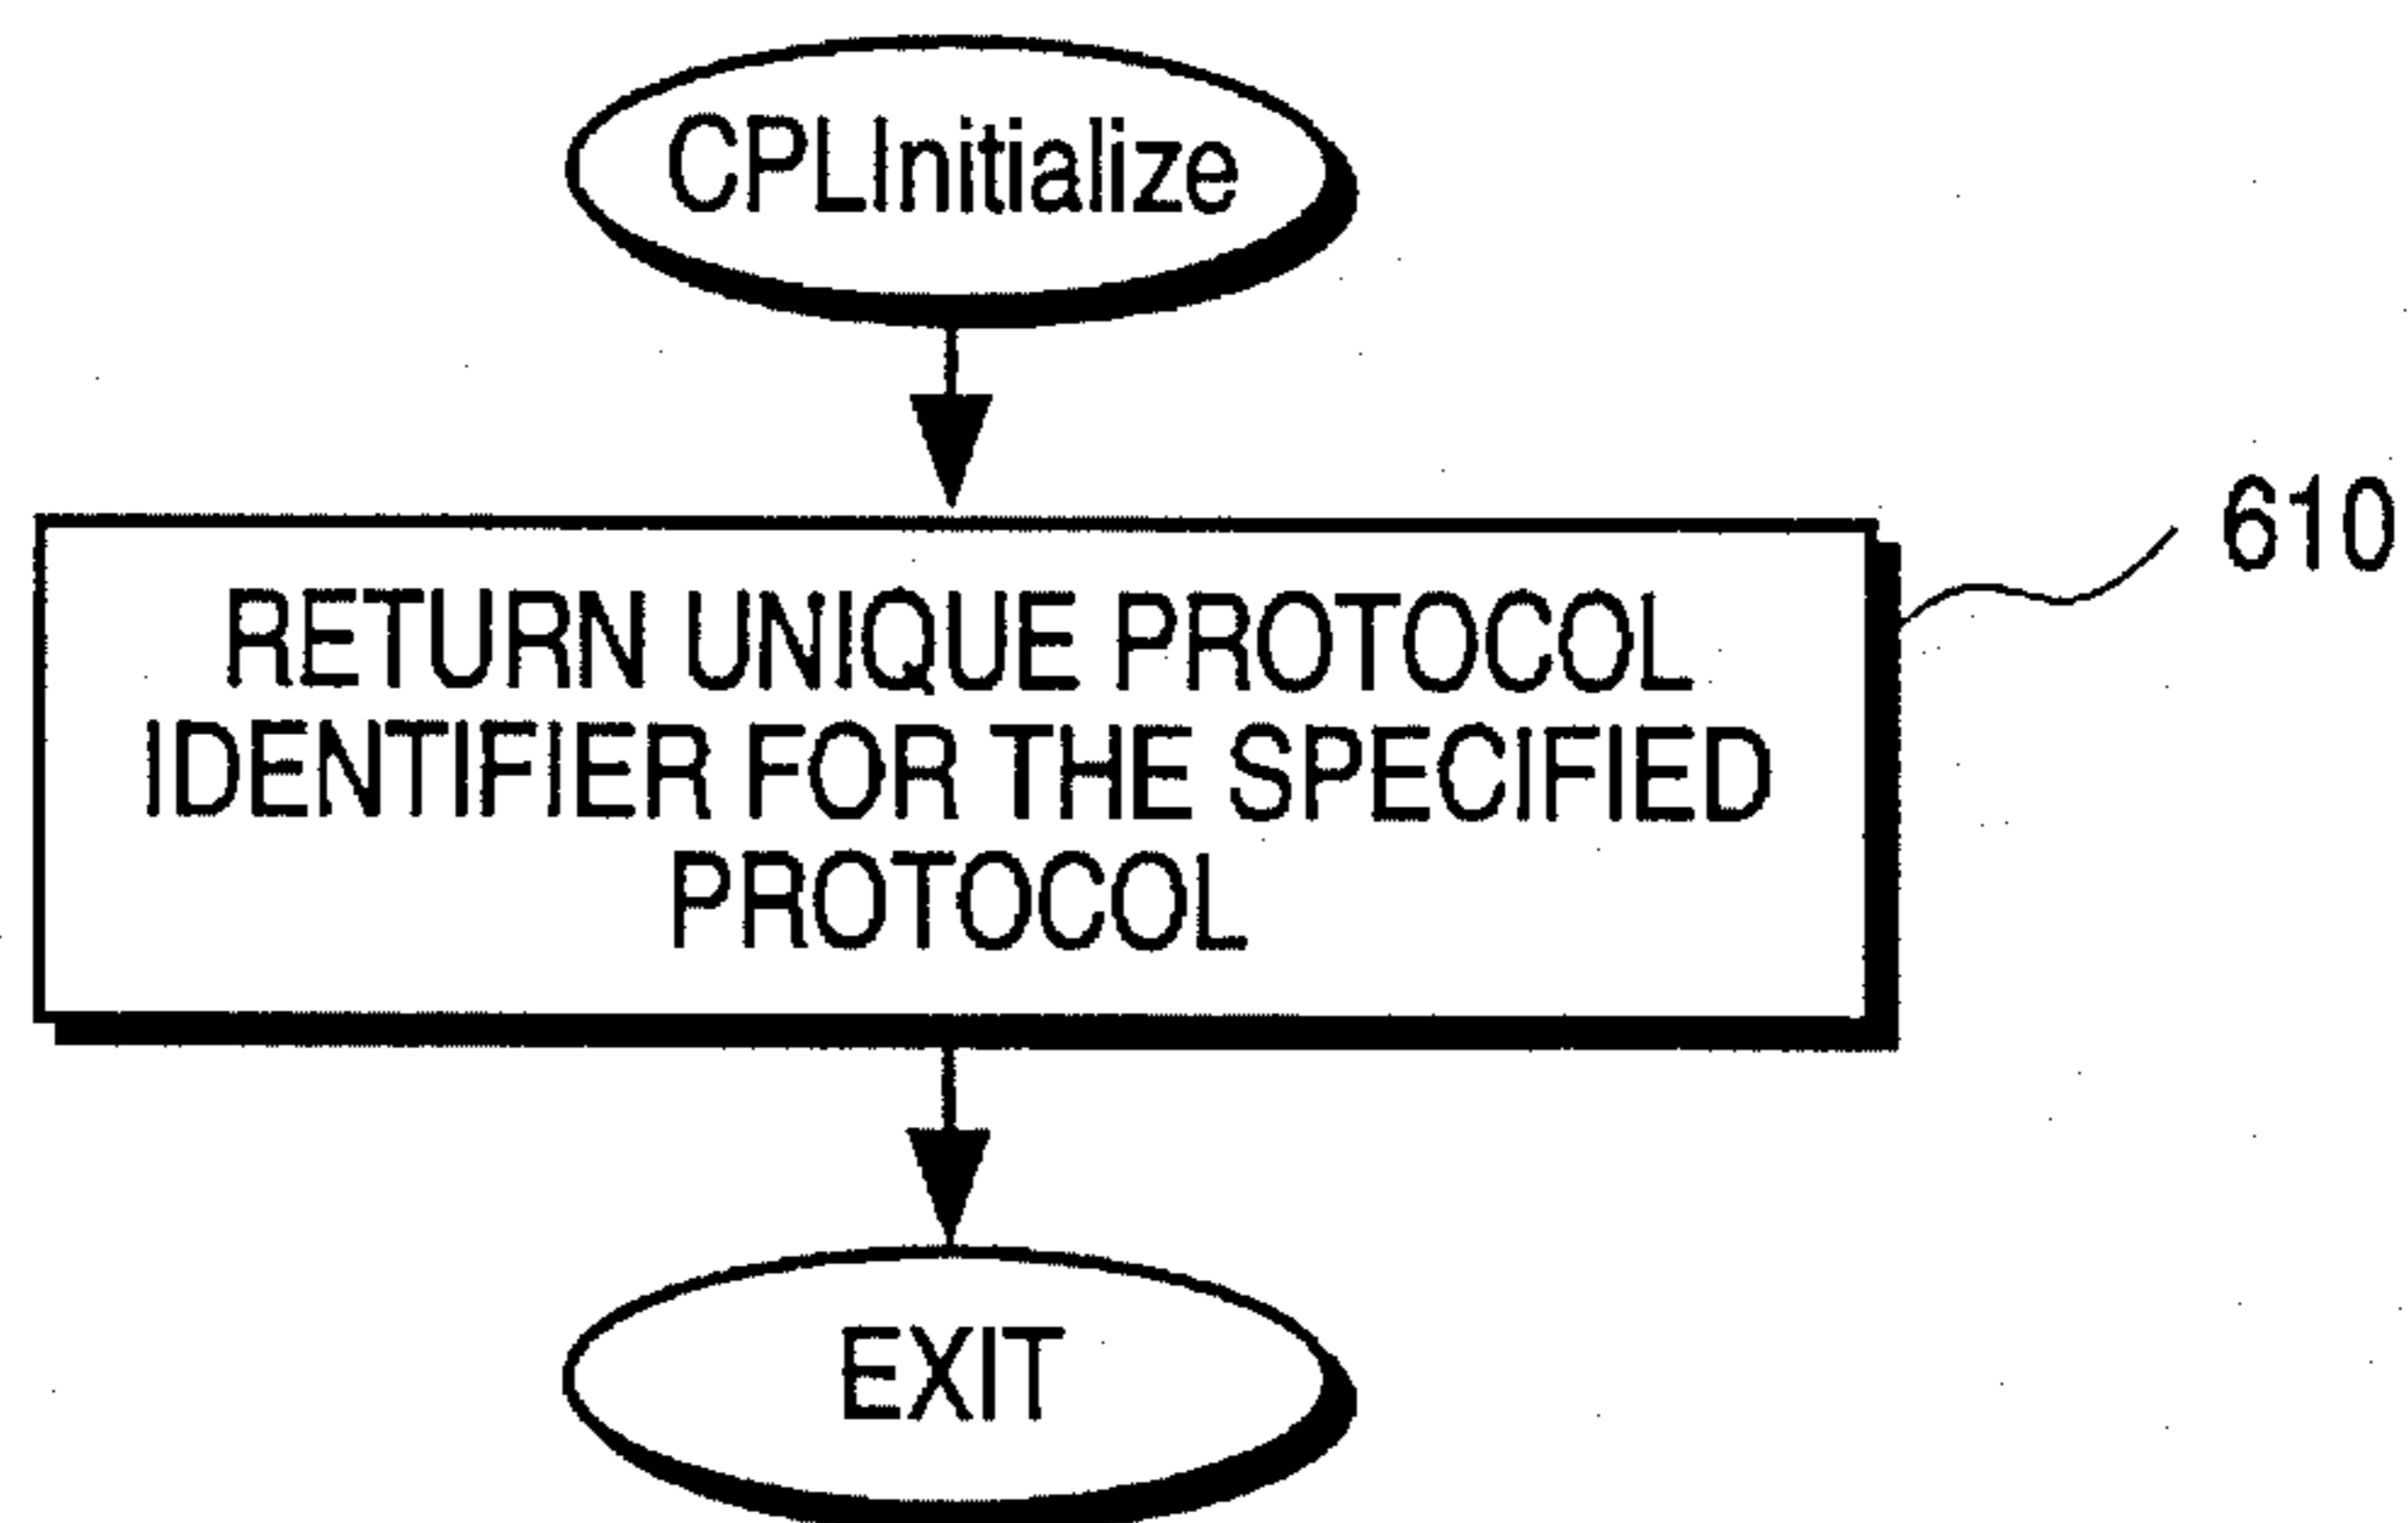 CPLInitialize
610
RETURN UNIQUE PROTOCOL
IDENTIFIER FOR THE SPECIFIED
PROTOCOL
EXIT